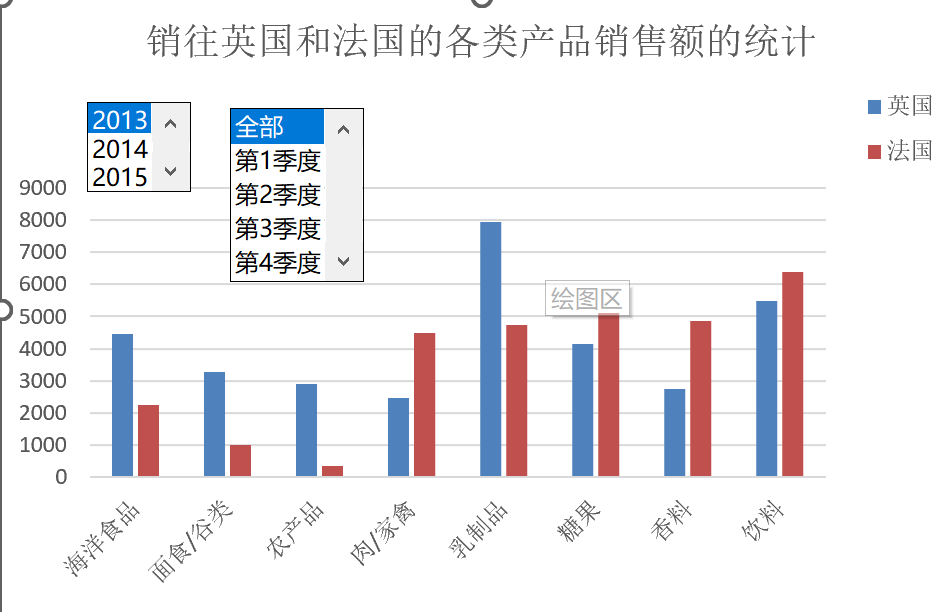 销往英国和法国的各类产品销售额的统计
英国
法国
2013
2014
2015
全部
第1季度
第2季度
第3季度
第4季度
9000
8000
7000
6000
5000
4000
3000
2000
1000
0
绘图区
海洋食品
面食/谷类
农产品
肉/家禽
乳制品
糖果
香料
饮料